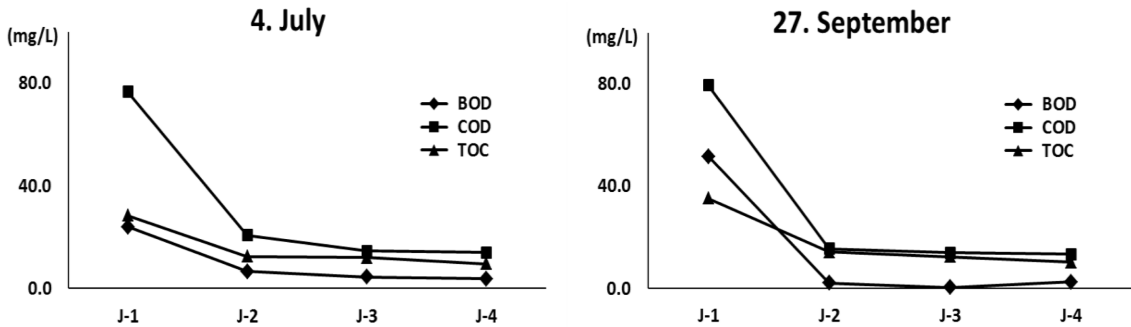 4. July
(mg/L)
80.0
40.0
0.0
BOD
COD
TOC
J-1 J-2 J-3 J-4
27. September
(mg/L)
80.0
40.0
0.0
BOD
COD
TOC
J-1 J-2 J-3 J-4